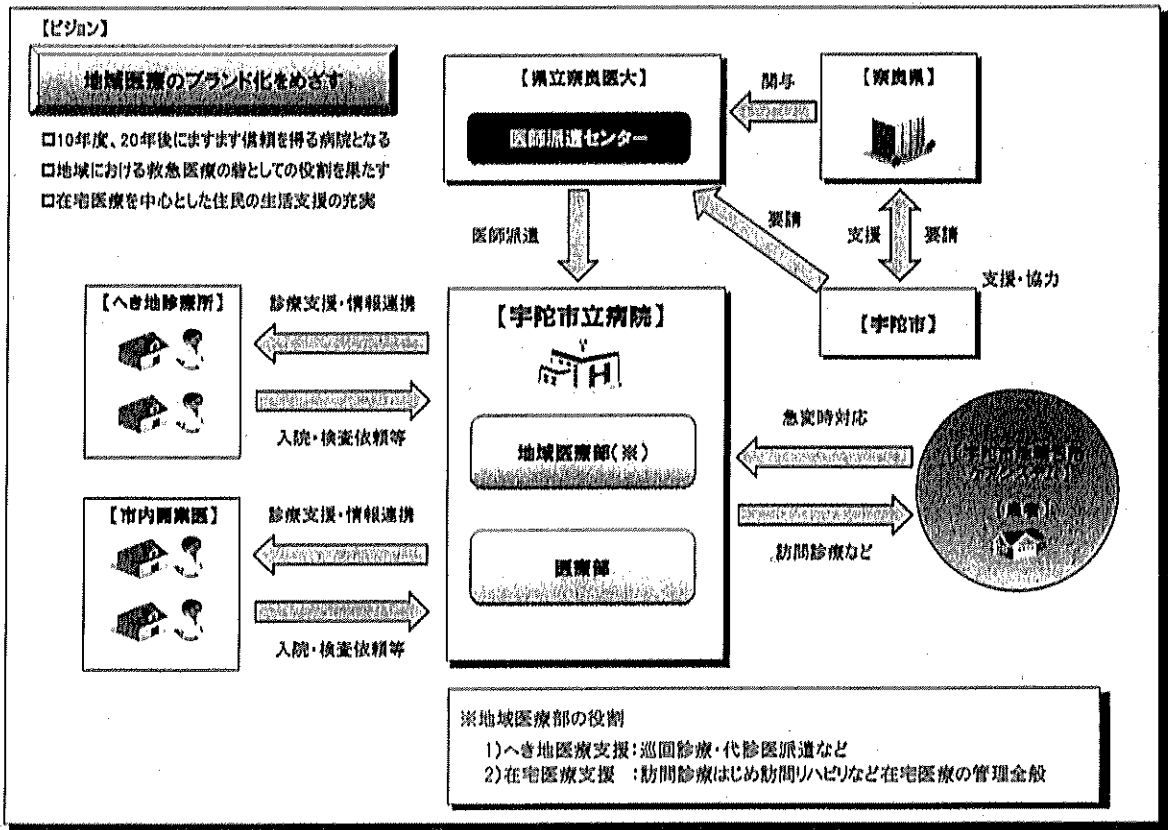 【ビジョン】
地域医療のブランド化をめざす
□10年度、20年後にますます信頼を得る病院となる
□地域における救急医療の砦としての役割を果たす
□在宅医療を中心とした住民の生活支援の充実
【県立奈良医大】
医師派遣センター
関与
【奈良県】
医師派遣
要請
支援
要請
支援・協力
【宇陀市】
【へき地診療所】
診療支援・情報連携
入院・検査依頼等
【宇陀市立病院】
地域医療部(※)
医療部
急変時対応
訪問診療など
【市内開業医】
診療支援・情報連携
入院・検査依頼等
※地域医療部の役割
1)へき地医療支援:巡回診療・代診医派遣など
2)在宅医療支援 :訪問診療はじめ訪問リハビリなど在宅医療の管理全般